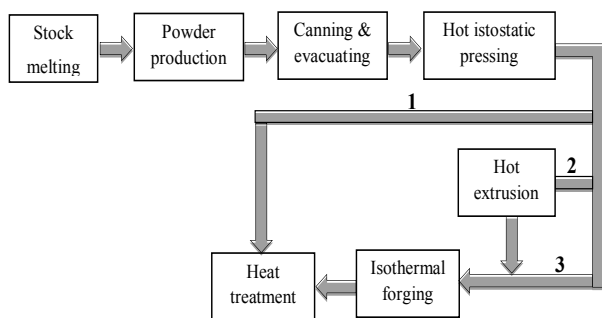 Stock
melting
Powder
production
Canning &
evacuating
Hot istostatic
pressing
1
2
Hot
extrusion
3
Isothermal
forging
Heat
treatment